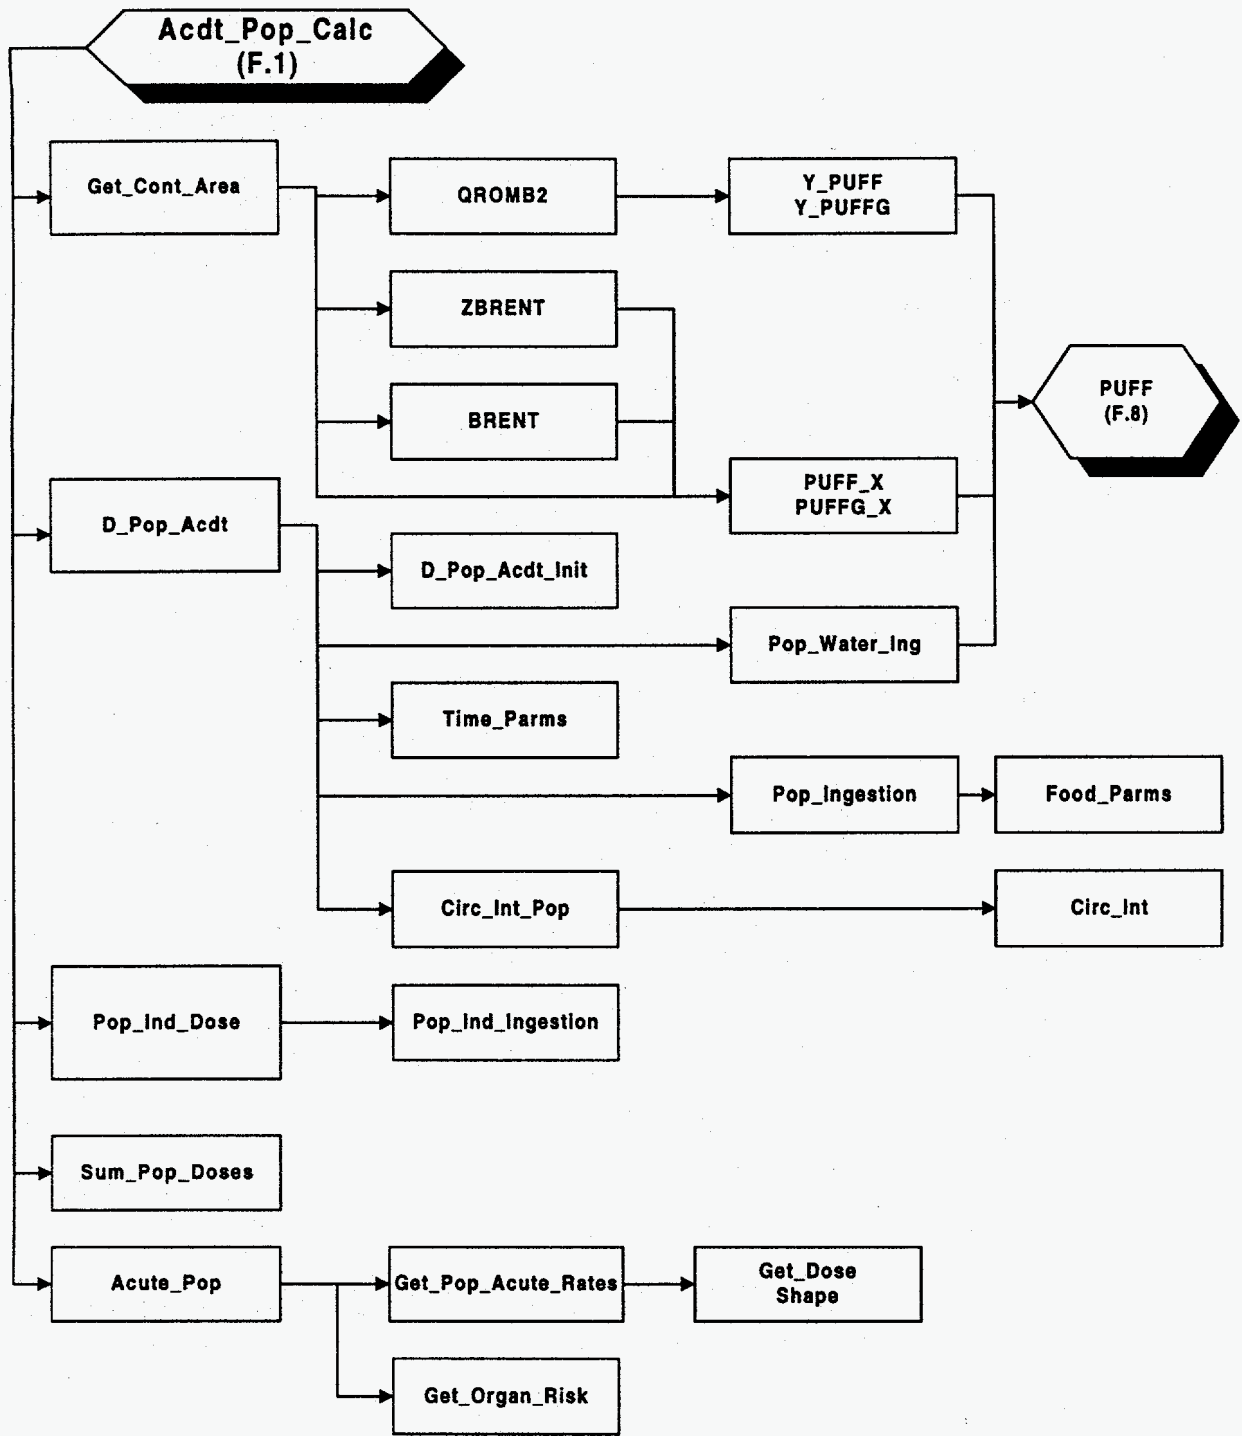 Acdt_Pop_Calc
(F.1)
Get_Cont_Area
QROMB2
Y_PUFF
Y_PUFFG
ZBRENT
BRENT
PUFF
(F.8)
PUFF_X
PUFFG_X
D_Pop_Acdt
D_Pop_Acdt_Init
Pop_Water_Ing
Time_Parms
Pop_Ingestion
Food_Parms
Circ_Int_Pop
Circ_Int
Pop_Ind_Dose
Pop_Ind_Ingestion
Sum_Pop_Doses
Acute_Pop
Get_Pop_Acute_Rates
Get_Dose
Shape
Get_Organ_Risk